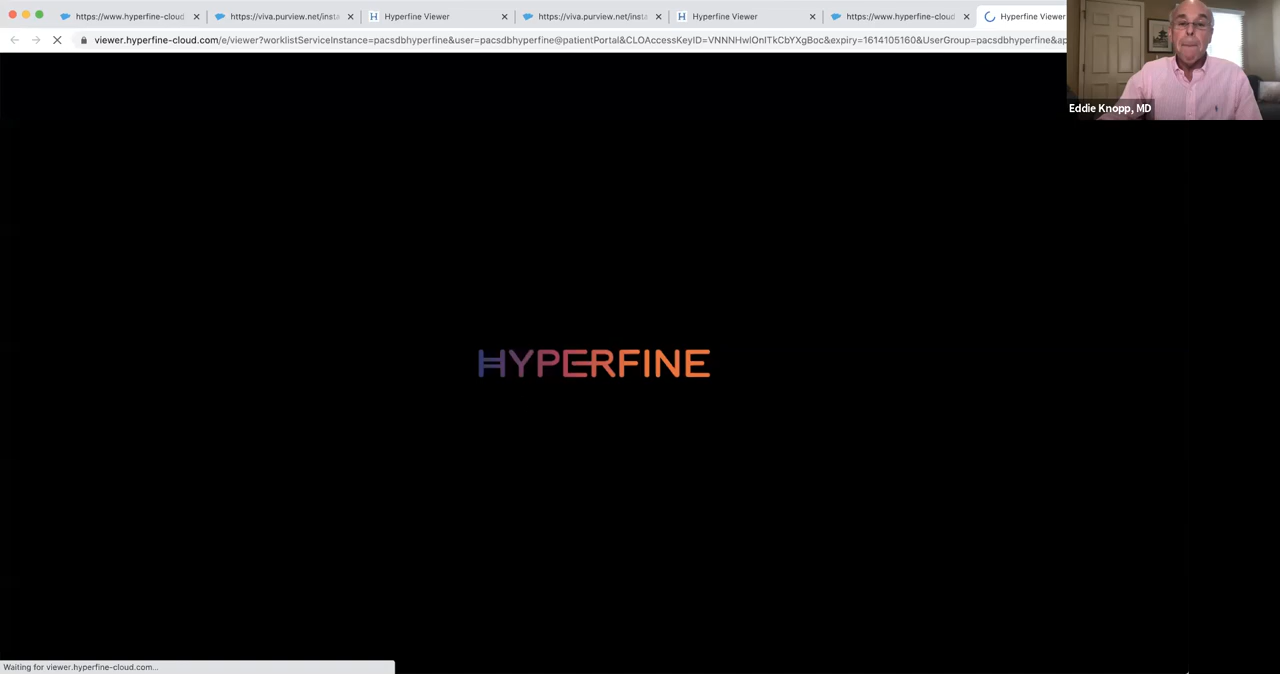 https://www.hyperfine-cloud
https://viva.purview.net/insta
Hyperfine Viewer
https://viva.purview.net/insta
Hyperfine Viewer
https://www.hyperfine-cloud
Hyperfine Viewer
viewer.hyperfine-cloud.com/e/viewer?worklistServiceInstance=pacsdbhyperfine&user=pacsdbhyperfine@patientPortal&CLOAccessKeyID=VNNNHwlOnITkCbYXgBoc&expiry=1614105160&UserGroup=pacsdbhyperfine&ap
Eddie Knopp, MD
HYPERFINE
Waiting for viewer.hyperfine-cloud.com...